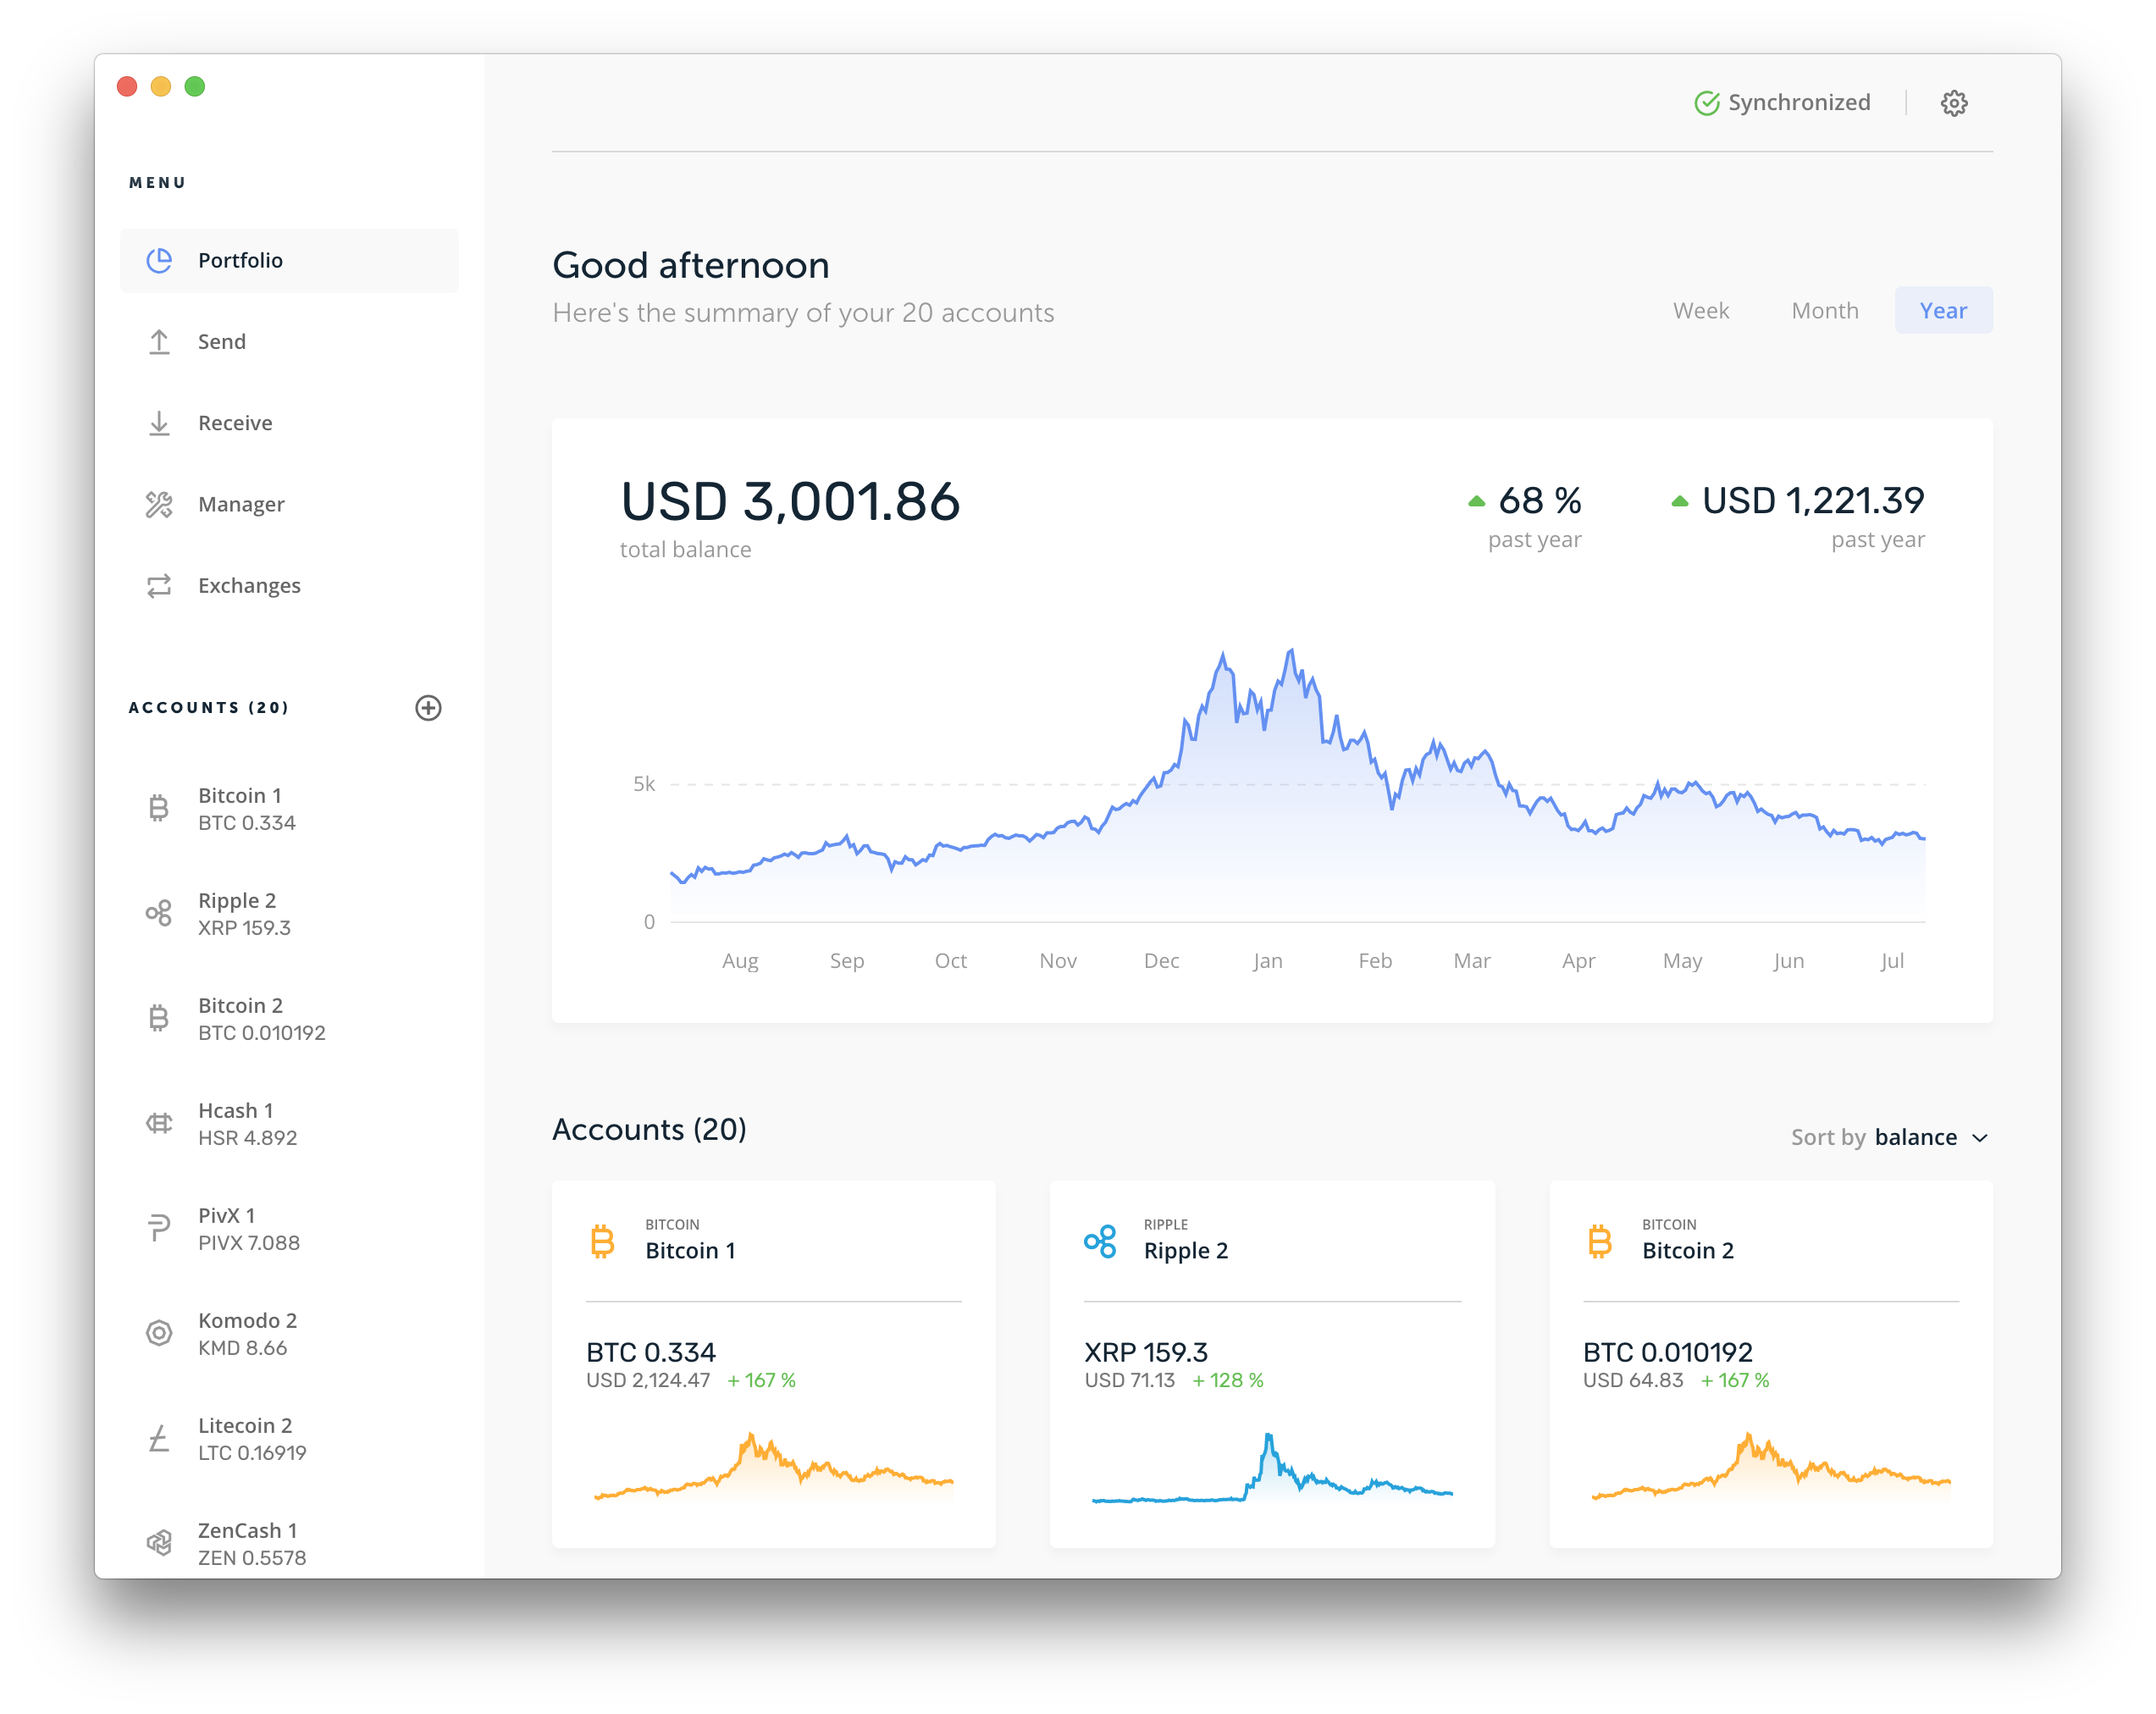 MENU
Portfolio
Send
Receive
Manager
Exchanges
ACCOUNTS (20)
Bitcoin 1
BTC 0.334
Ripple 2
XRP 159.3
Bitcoin 2
BTC 0.010192
Hcash 1
HSR 4.892
PivX 1
PIVX 7.088
Komodo 2
KMD 8.66
Litecoin 2
LTC 0.16919
ZenCash 1
ZEN 0.5578
Synchronized
Good afternoon
Here's the summary of your 20 accounts
Week Month Year
USD 3,001.86
total balance
68 %
past year
USD 1,221.39
past year
5k
0
Aug Sep Oct Nov Dec Jan Feb Mar Apr May Jun Jul
Accounts (20)
Sort by balance
BITCOIN
Bitcoin 1
BTC 0.334
USD 2,124.47 + 167 %
RIPPLE
Ripple 2
XRP 159.3
USD 71.13 + 128 %
BITCOIN
Bitcoin 2
BTC 0.010192
USD 64.83 + 167 %